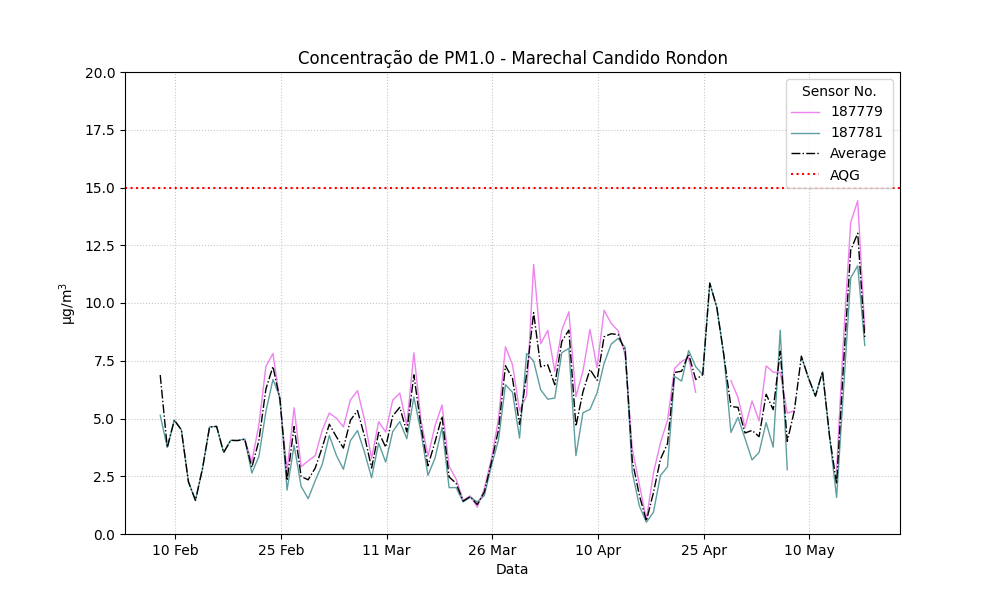 Concentração de PM1.0 - Marechal Candido Rondon
20.0
17.5
15.0
12.5
10.0
7.5
5.0
2.5
0.0
µg/m³
Sensor No.
187779
187781
Average
AQG
10 Feb
25 Feb
11 Mar
26 Mar
10 Apr
25 Apr
10 May
Data